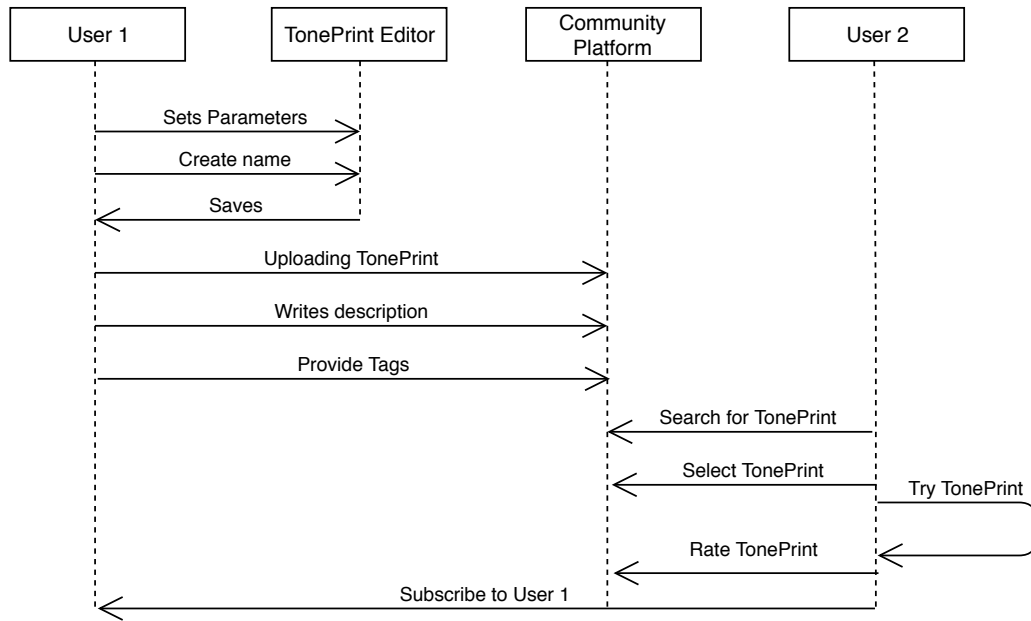 User 1
TonePrint Editor
Community
Platform
User 2
Sets Parameters
Create name
Saves
Uploading TonePrint
Writes description
Provide Tags
Search for TonePrint
Select TonePrint
Try TonePrint
Rate TonePrint
Subscribe to User 1